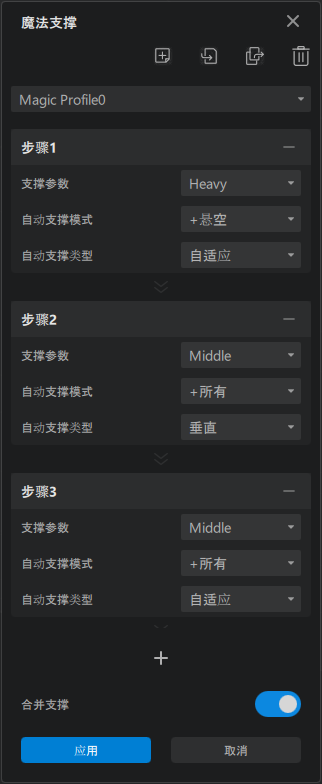 魔法支撑
Magic Profile0
步骤1
支撑参数 Heavy
自动支撑模式 +悬空
自动支撑类型 自适应
步骤2
支撑参数 Middle
自动支撑模式 +所有
自动支撑类型 垂直
步骤3
支撑参数 Middle
自动支撑模式 +所有
自动支撑类型 自适应
合并支撑
应用 取消